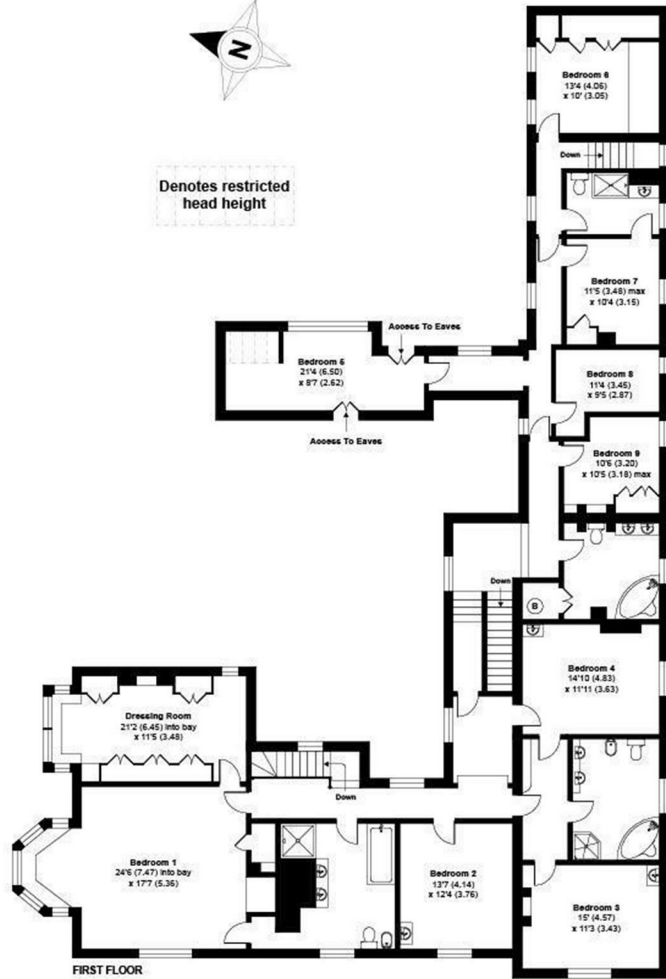 N
Denotes restricted
head height
Bedroom 6
13'4 (4.06)
x 10' (3.05)
Down
Bedroom 7
11'5 (3.48) max
x 10'4 (3.15)
Access To Eaves
Bedroom 5
21'4 (6.50)
x 8'7 (2.62)
Access To Eaves
Bedroom 8
11'4 (3.45)
x 9'5 (2.87)
Bedroom 9
10'6 (3.20)
x 10'5 (3.18) max
Down
B
Bedroom 4
14'10 (4.83)
x 11'11 (3.63)
Dressing Room
21'2 (6.45) into bay
x 11'5 (3.48)
Down
Bedroom 1
24'6 (7.47) into bay
x 17'7 (5.36)
Bedroom 2
13'7 (4.14)
x 12'4 (3.76)
Bedroom 3
15' (4.57)
x 11'3 (3.43)
FIRST FLOOR